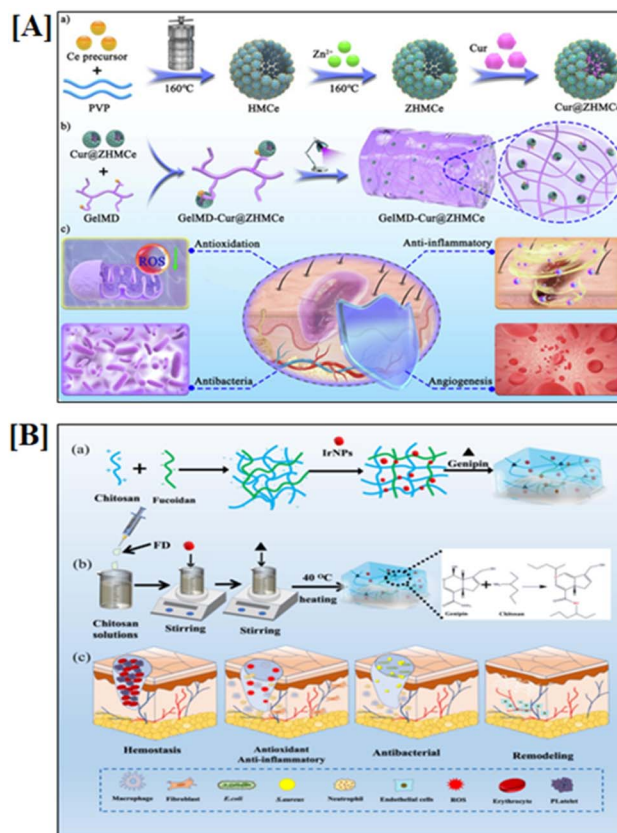 [A]
a)
Ce precursor
+
PVP
160℃
HMCe
Zn²⁺
160℃
ZHMCe
Cur
Cur@ZHMCe
b)
Cur@ZHMCe
+
GelMD
GelMD-Cur@ZHMCe
GelMD-Cur@ZHMCe
c)
Antioxidation
ROS
Anti-inflammatory
Antibacteria
Angiogenesis
[B]
(a)
Chitosan
+
Fucoidan
IrNPs
Genipin
(b)
FD
Chitosan
solutions
Stirring
Stirring
40 °C
heating
Genipin
+
Chitosan
(c)
Hemostasis
Antioxidant
Anti-inflammatory
Antibacterial
Remodeling
Macrophage Fibroblast E.coli S.aureus Neutrophil Endothelial cells ROS Erythrocyte PLatelet